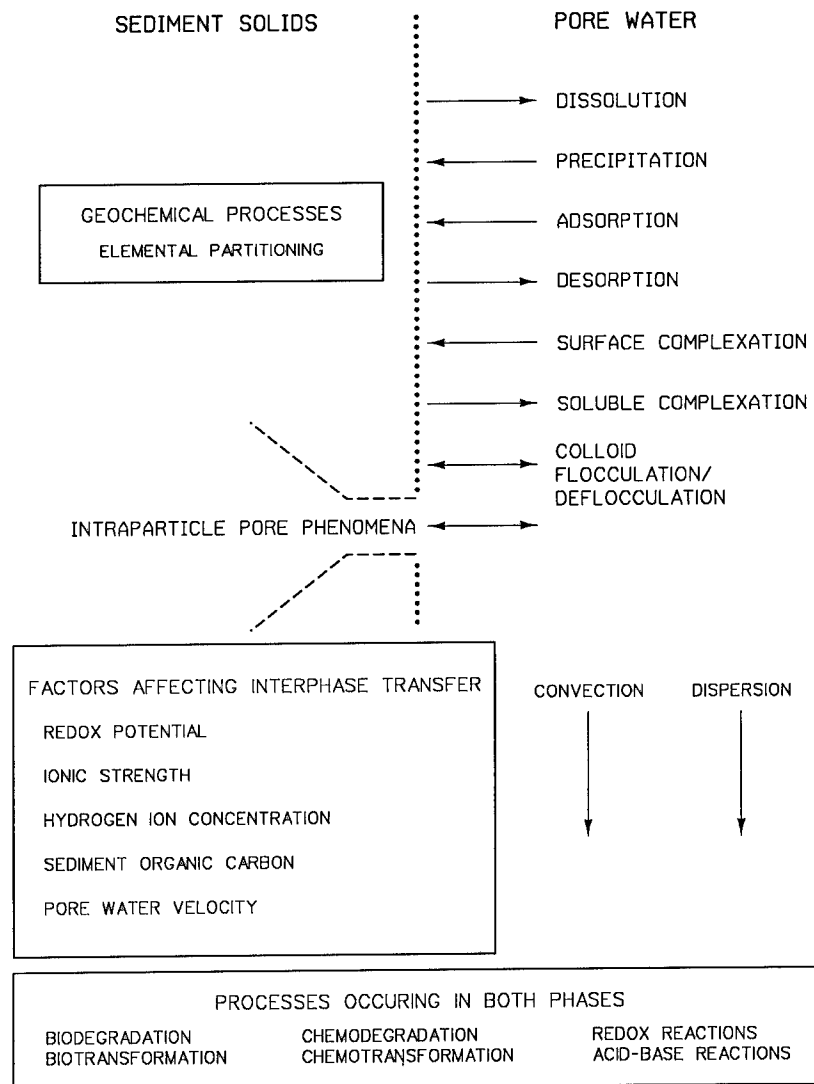 SEDIMENT SOLIDS
PORE WATER
DISSOLUTION
PRECIPITATION
GEOCHEMICAL PROCESSES
ELEMENTAL PARTITIONING
ADSORPTION
DESORPTION
SURFACE COMPLEXATION
SOLUBLE COMPLEXATION
COLLOID
FLOCCULATION/
DEFLOCCULATION
INTRAPARTICLE PORE PHENOMENA
FACTORS AFFECTING INTERPHASE TRANSFER
REDOX POTENTIAL
IONIC STRENGTH
HYDROGEN ION CONCENTRATION
SEDIMENT ORGANIC CARBON
PORE WATER VELOCITY
CONVECTION
DISPERSION
PROCESSES OCCURING IN BOTH PHASES
BIODEGRADATION
BIOTRANSFORMATION
CHEMODEGRADATION
CHEMOTRANSFORMATION
REDOX REACTIONS
ACID-BASE REACTIONS